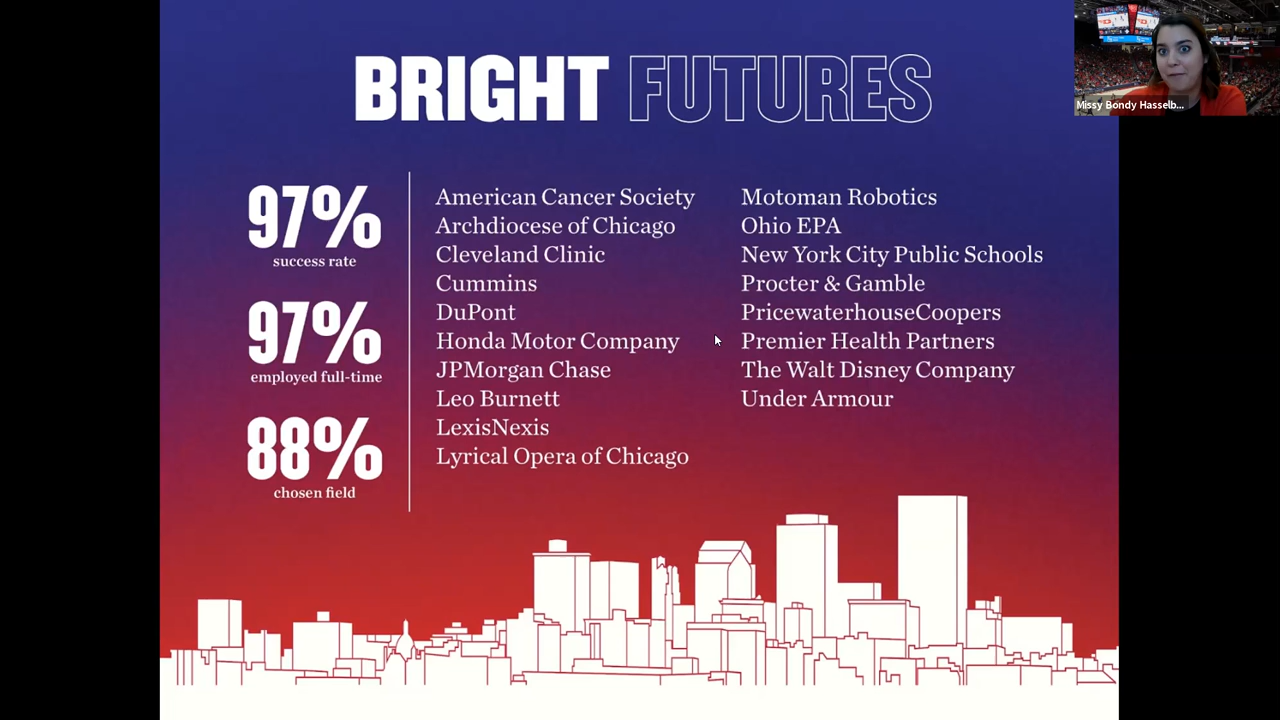 BRIGHT FUTURES
97%
success rate
97%
employed full-time
88%
chosen field
American Cancer Society
Archdiocese of Chicago
Cleveland Clinic
Cummins
DuPont
Honda Motor Company
JPMorgan Chase
Leo Burnett
LexisNexis
Lyrical Opera of Chicago
Motoman Robotics
Ohio EPA
New York City Public Schools
Procter & Gamble
PricewaterhouseCoopers
Premier Health Partners
The Walt Disney Company
Under Armour
Missy Bondy Hasselb...